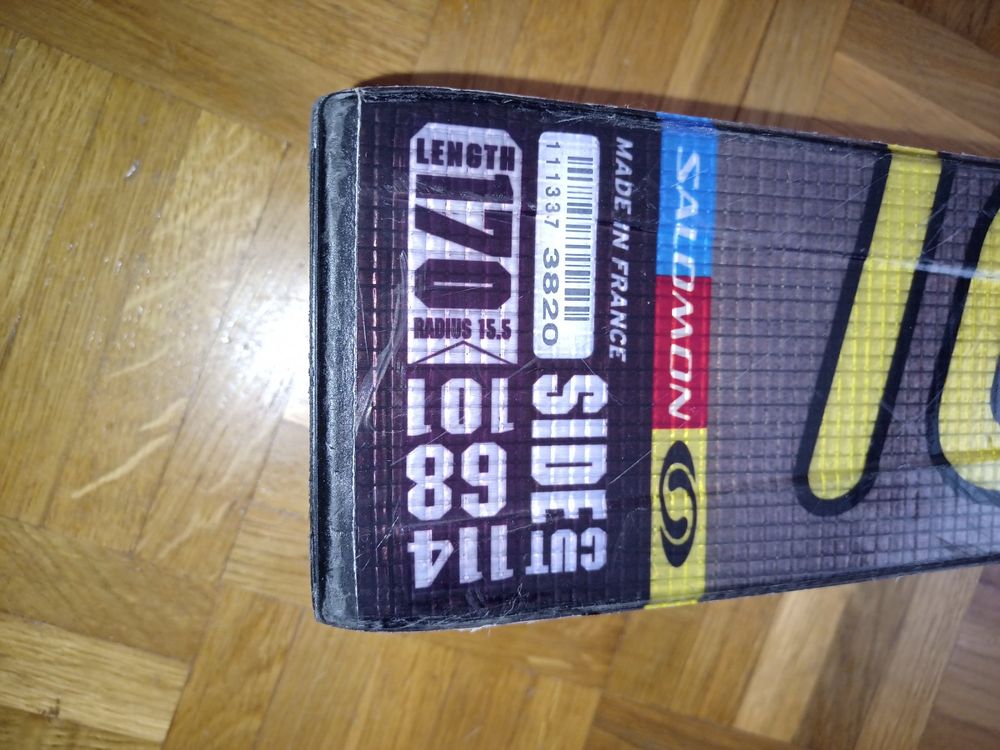 SALOMON
MADE IN FRANCE
111337 3820
SIDE CUT
LENGTH
170
RADIUS 15.5
101
68
114